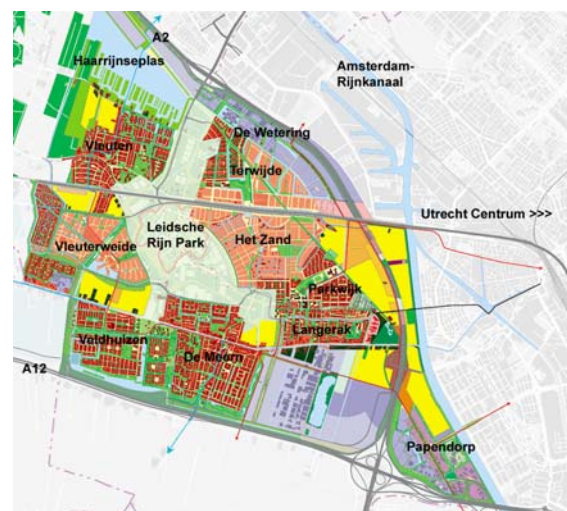 A2
Haarrijnseplas
Amsterdam-
Rijnkanaal
De Wetering
Vleuten
Terwijde
Utrecht Centrum >>>
Leidsche
Rijn Park
Het Zand
Vleuterweide
Parkwijk
Langerak
Veldhuizen
De Meern
A12
Papendorp